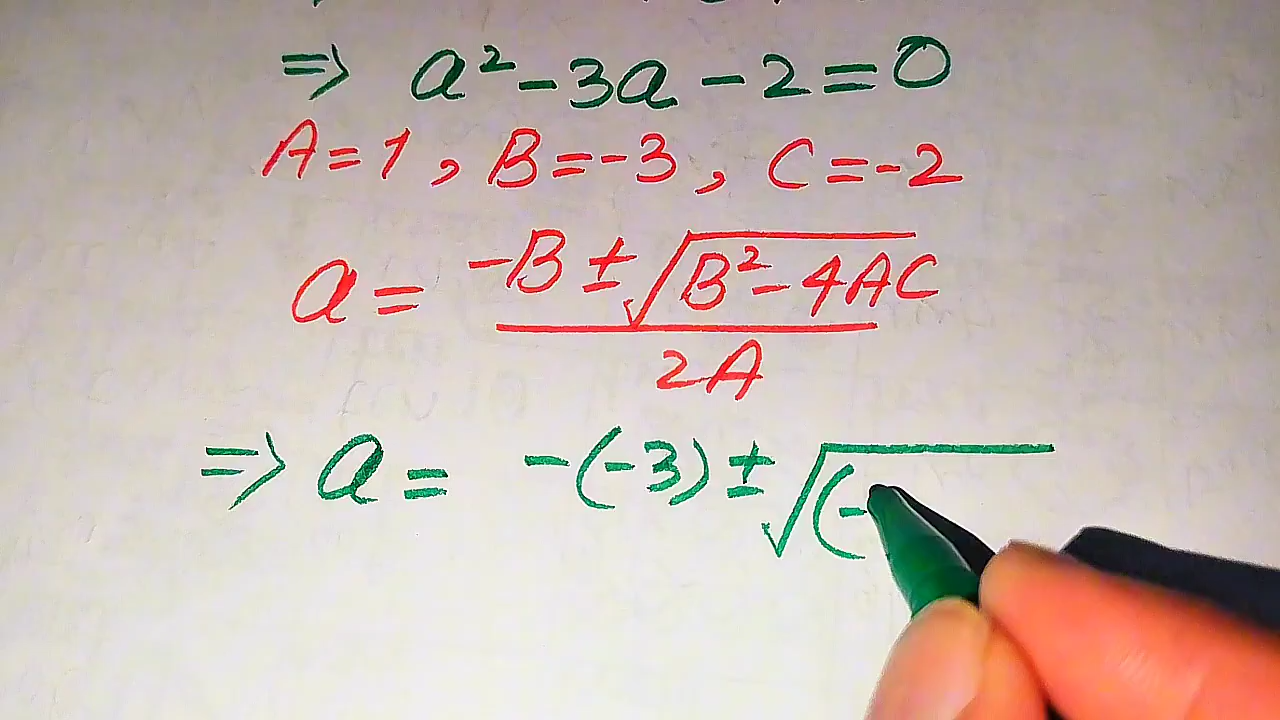 ⇒ a² - 3a - 2 = 0
A = 1 , B = -3 , C = -2
a = -B ± √(B² - 4AC) / 2A
⇒ a = -(-3) ± √(-